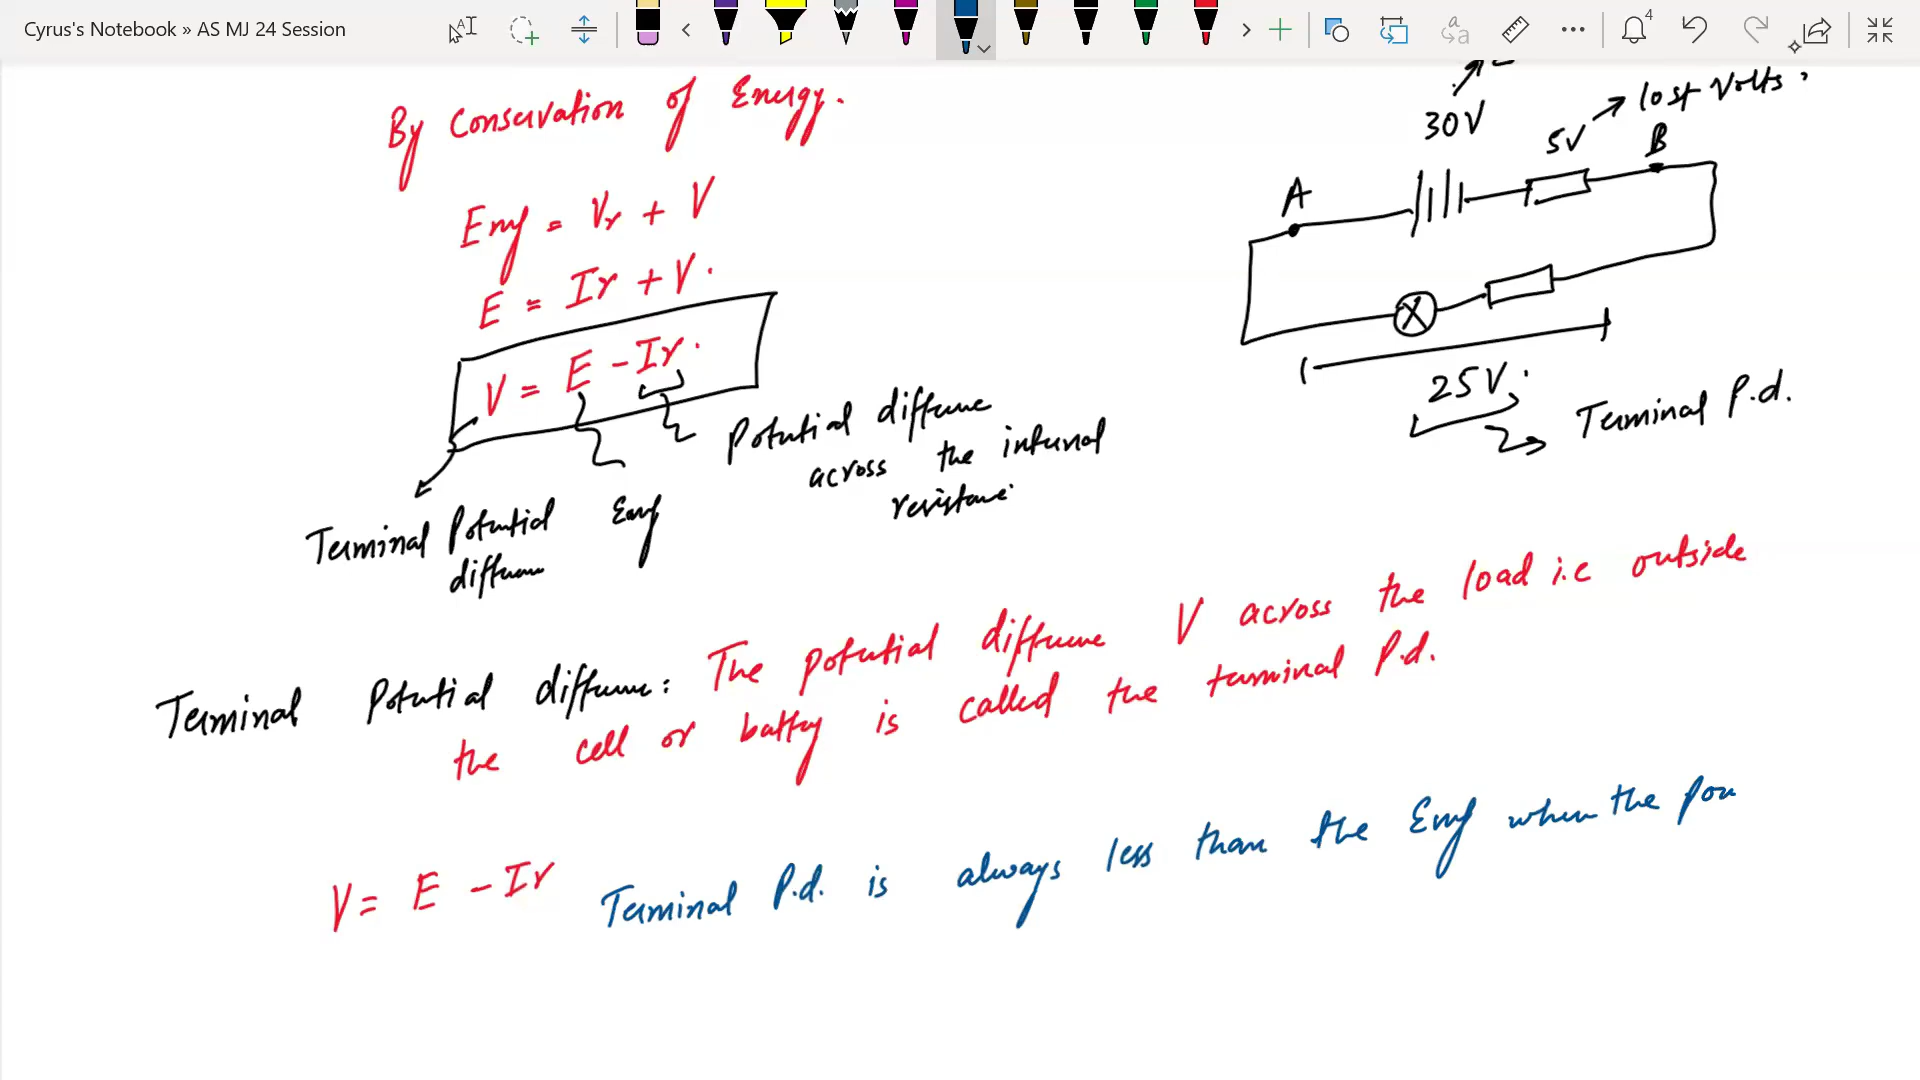 Cyrus's Notebook » AS MJ 24 Session
4
By Conservation of Energy.
Emf = Vr + V
E = Ir + V.
V = E - Ir.
Potential difference
across the internal
resistance
Terminal Potential
difference
Emf
30V
5V
lost Volts
A
B
25V
Terminal P.d.
Terminal Potential difference: The potential difference V across the load i.e outside
the cell or battery is called the terminal P.d.
V = E - Ir
Terminal P.d. is always less than the Emf when the pow